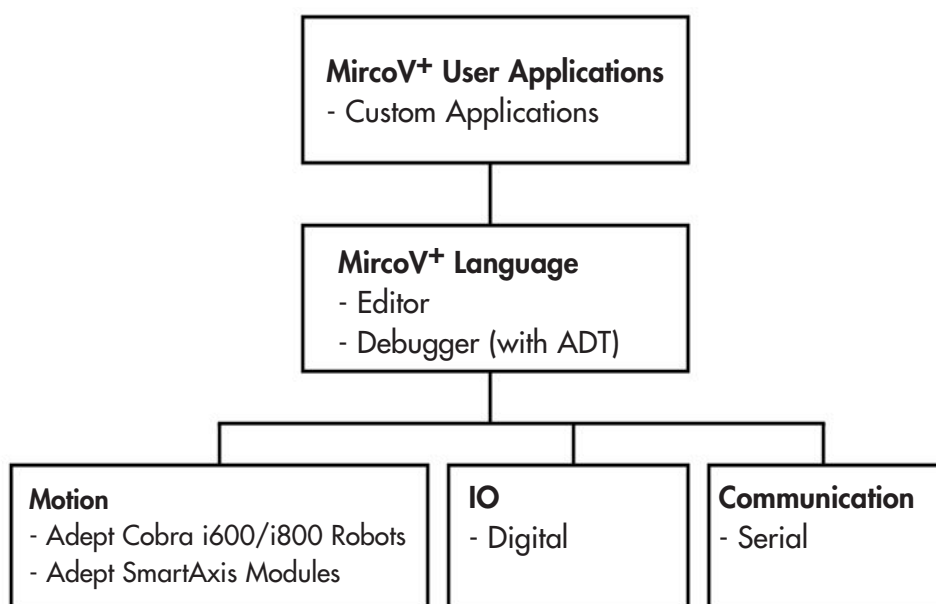 MircoV+ User Applications
- Custom Applications
MircoV+ Language
- Editor
- Debugger (with ADT)
Motion
- Adept Cobra i600/i800 Robots
- Adept SmartAxis Modules
IO
- Digital
Communication
- Serial